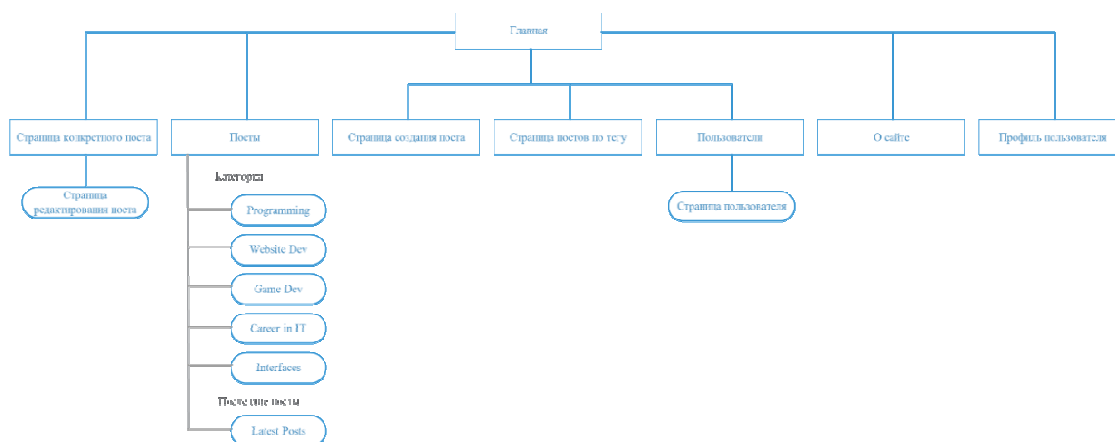 Главная
Страница конкретного поста
Посты
Страница создания поста
Страница постов по тегу
Пользователи
О сайте
Профиль пользователя
Страница
редактирования поста
Категории
Страница пользователя
Programming
Website Dev
Game Dev
Career in IT
Interfaces
Последние посты
Latest Posts